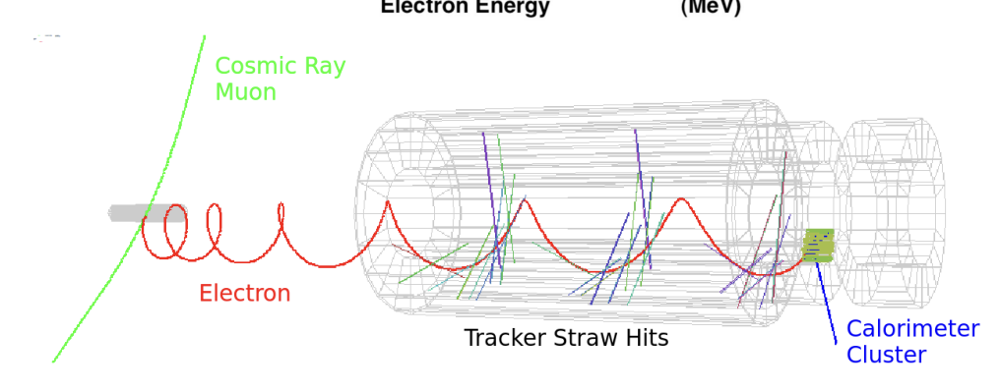 Electron Energy (MeV)
Cosmic Ray
Muon
Electron
Tracker Straw Hits
Calorimeter
Cluster